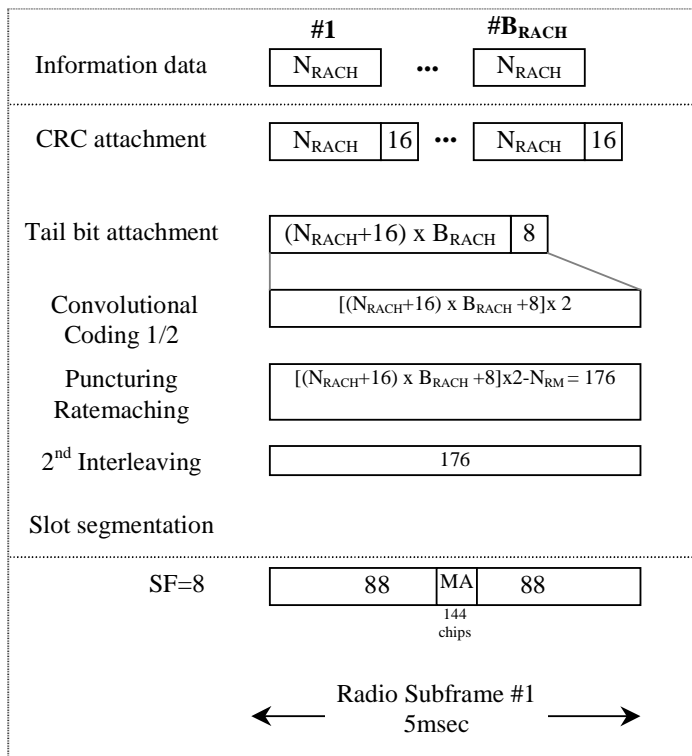 #1 #B_RACH
Information data N_RACH ... N_RACH
CRC attachment N_RACH 16 ... N_RACH 16
Tail bit attachment (N_RACH+16) x B_RACH 8
Convolutional
Coding 1/2
[(N_RACH+16) x B_RACH +8]x 2
Puncturing
Ratemaching
[(N_RACH+16) x B_RACH +8]x2-N_RM = 176
2nd Interleaving 176
Slot segmentation
SF=8 88 MA 88
144
chips
Radio Subframe #1
5msec